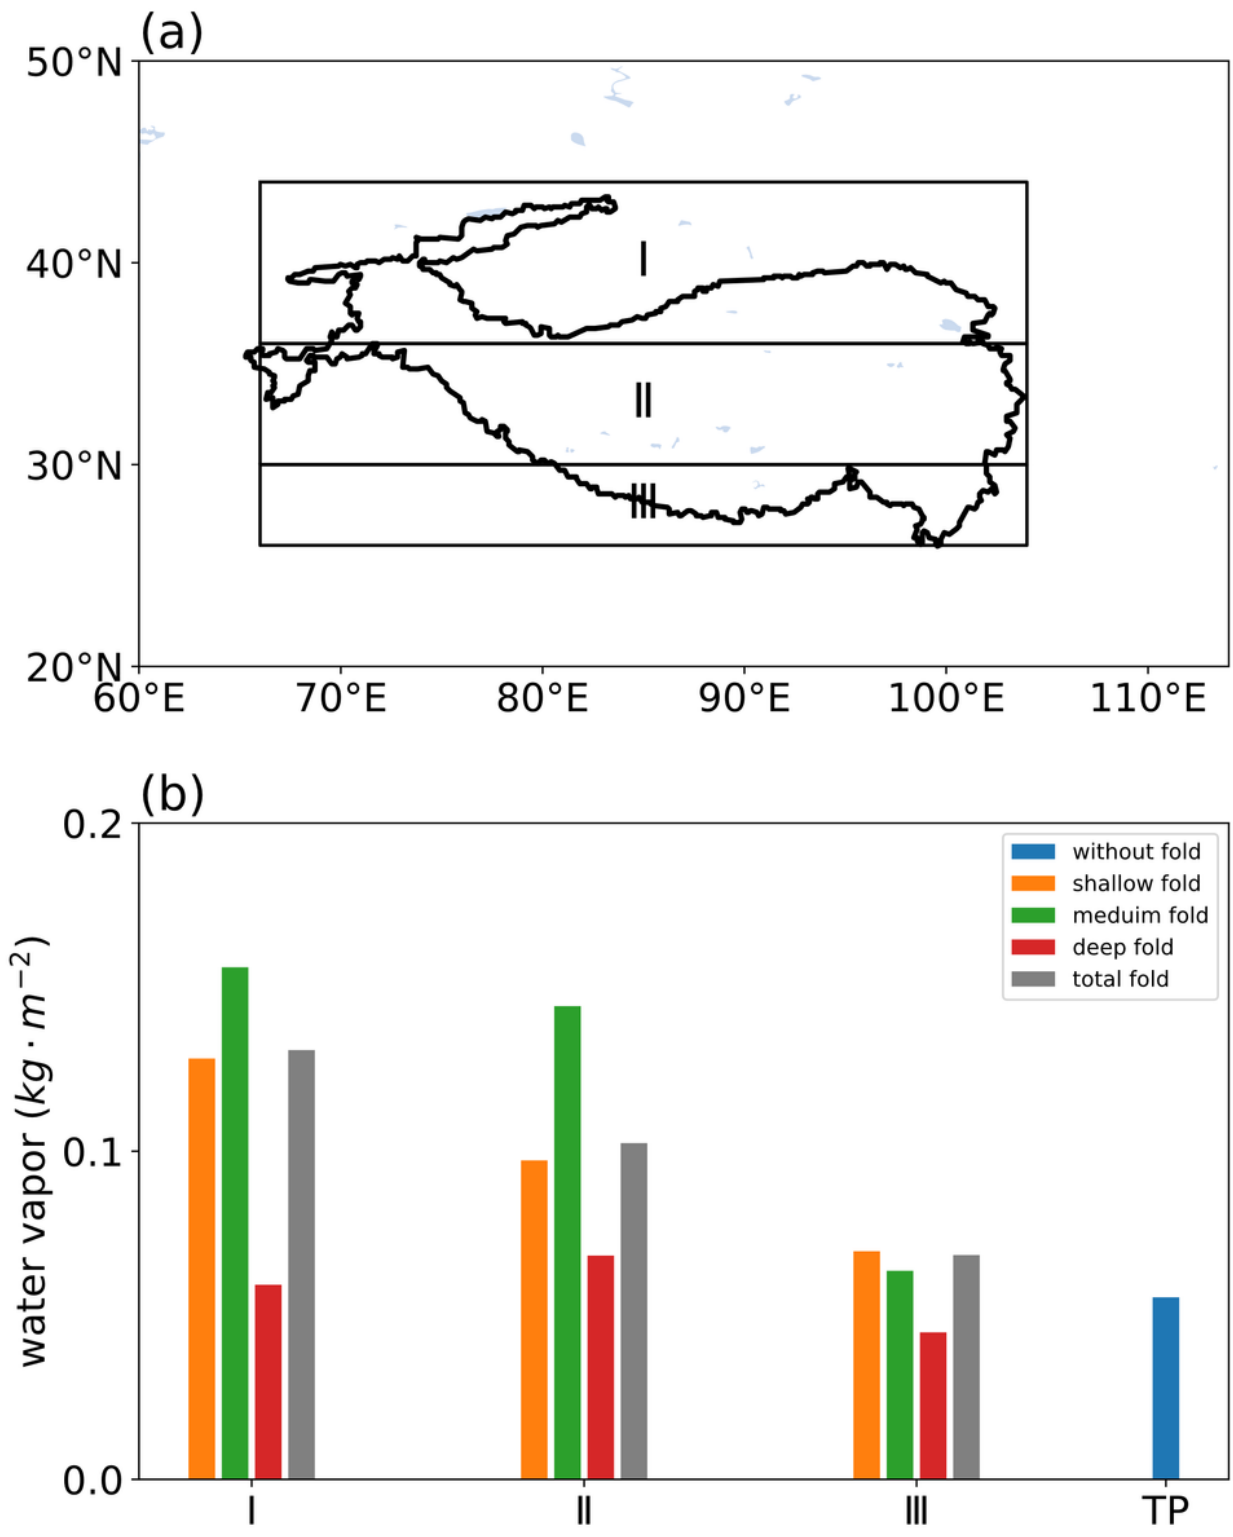 (a)
50°N
40°N
30°N
20°N
I
II
III
60°E 70°E 80°E 90°E 100°E 110°E
(b)
0.2
0.1
0.0
water vapor (kg · m⁻²)
without fold
shallow fold
meduim fold
deep fold
total fold
I II III TP